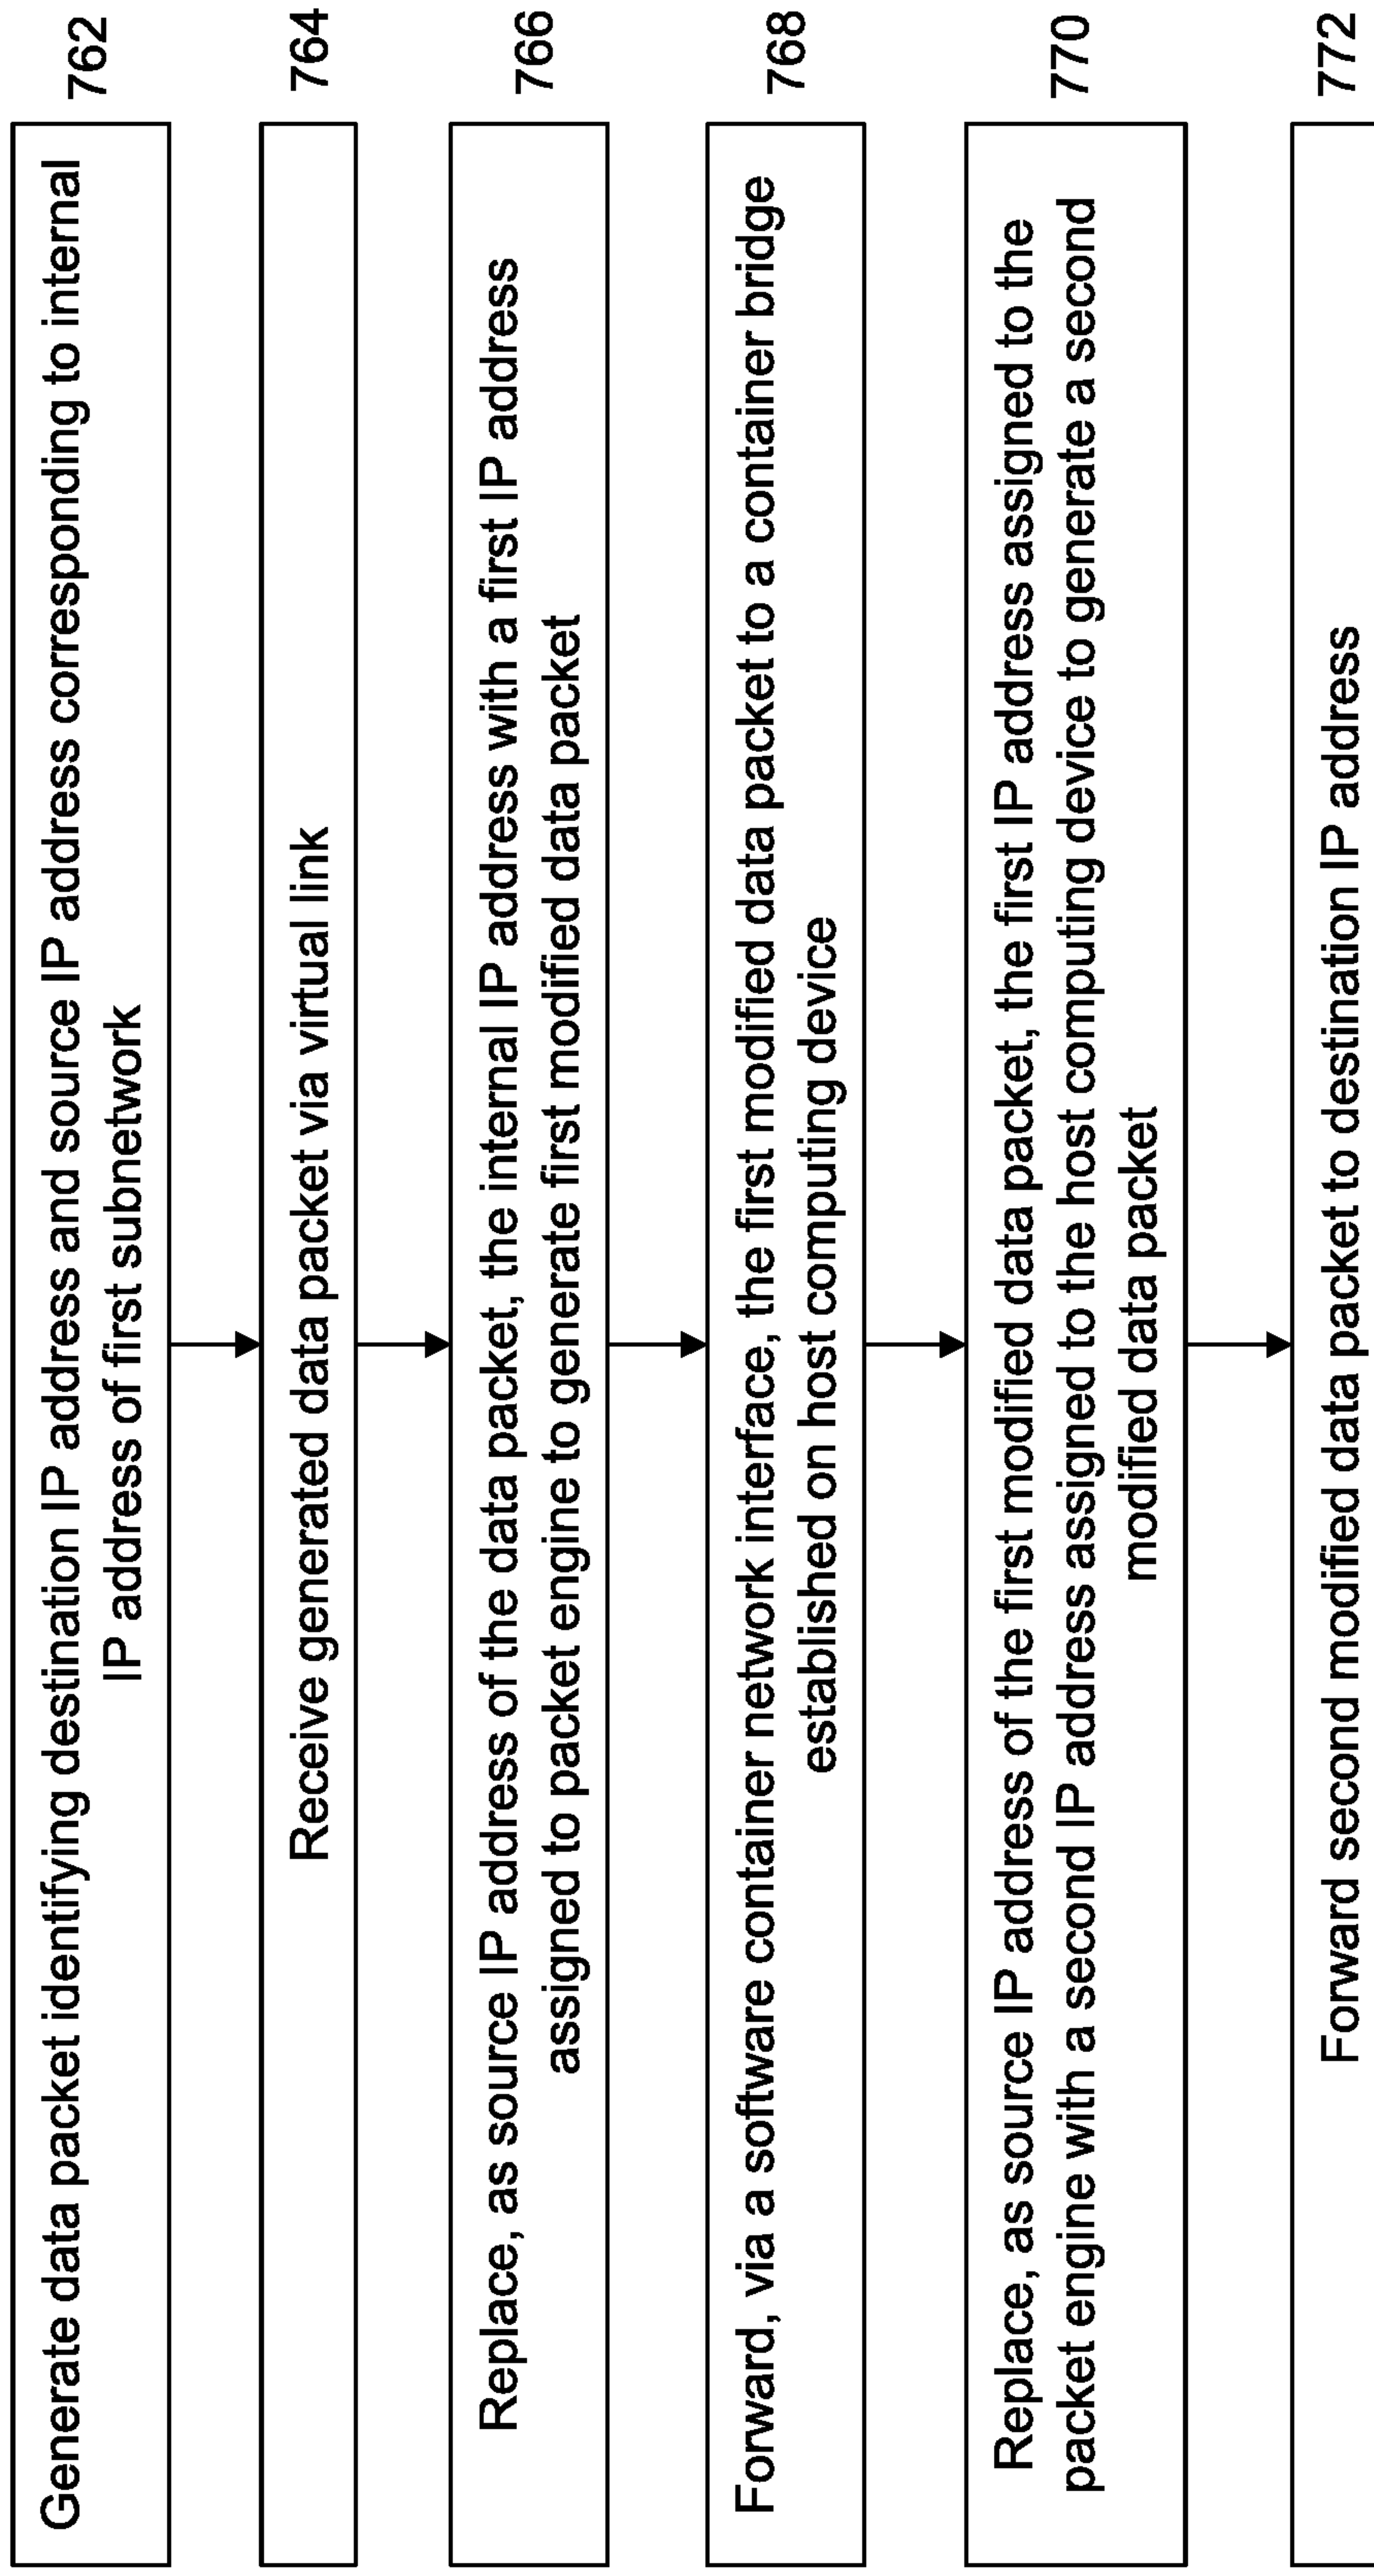 Generate data packet identifying destination IP address and source IP address corresponding to internal
IP address of first subnetwork
762
Receive generated data packet via virtual link
764
Replace, as source IP address of the data packet, the internal IP address with a first IP address
assigned to packet engine to generate first modified data packet
766
Forward, via a software container network interface, the first modified data packet to a container bridge
established on host computing device
768
Replace, as source IP address of the first modified data packet, the first IP address assigned to the
packet engine with a second IP address assigned to the host computing device to generate a second
modified data packet
770
Forward second modified data packet to destination IP address
772